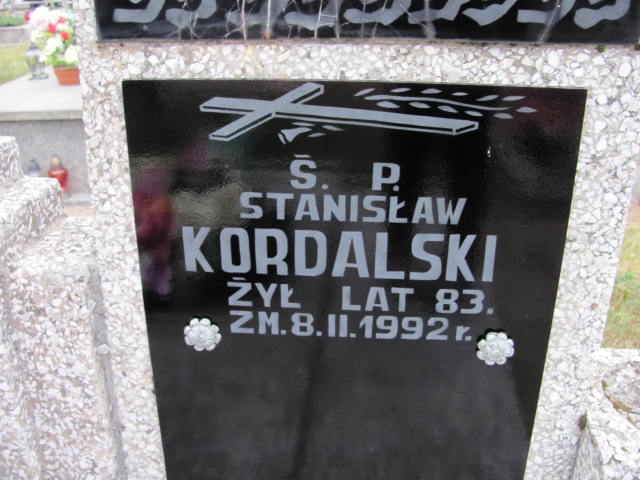 Ś. P.
STANISŁAW
KORDALSKI
ŻYŁ LAT 83.
ZM. 8. II. 1992 r.